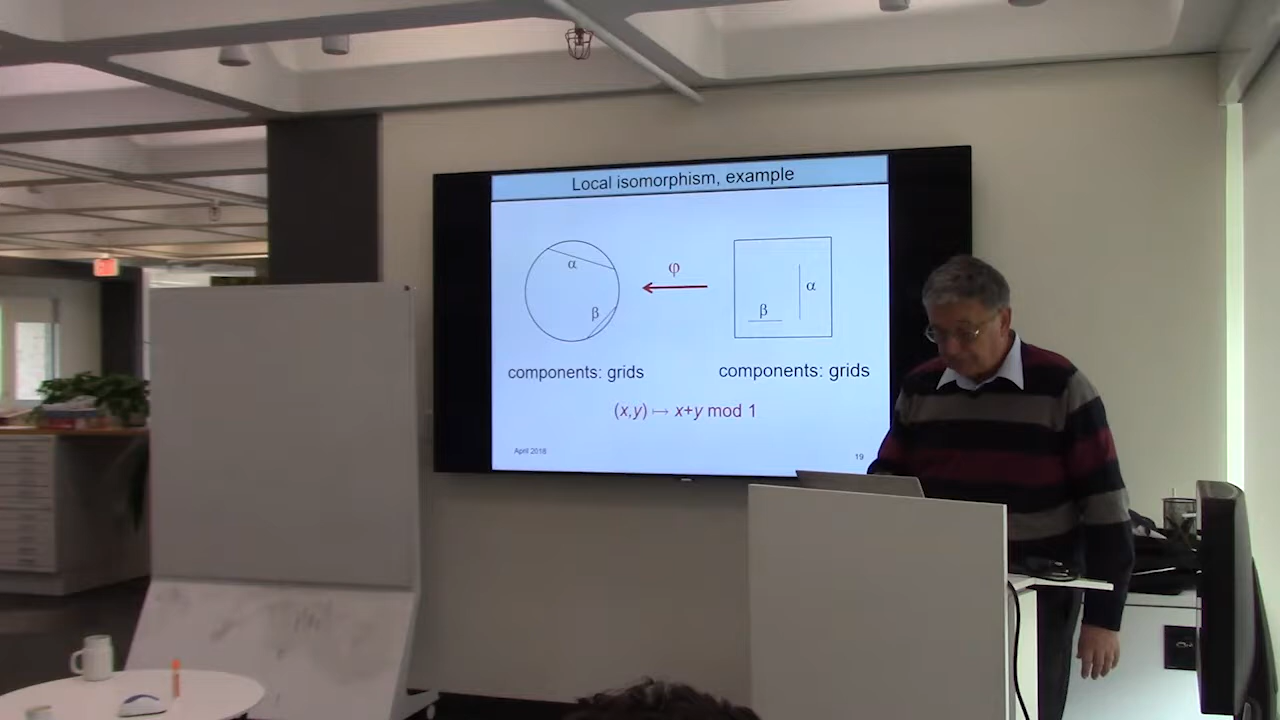 Local isomorphism, example
α
β
φ
β
α
components: grids
components: grids
(x,y) ↦ x+y mod 1
April 2018
19